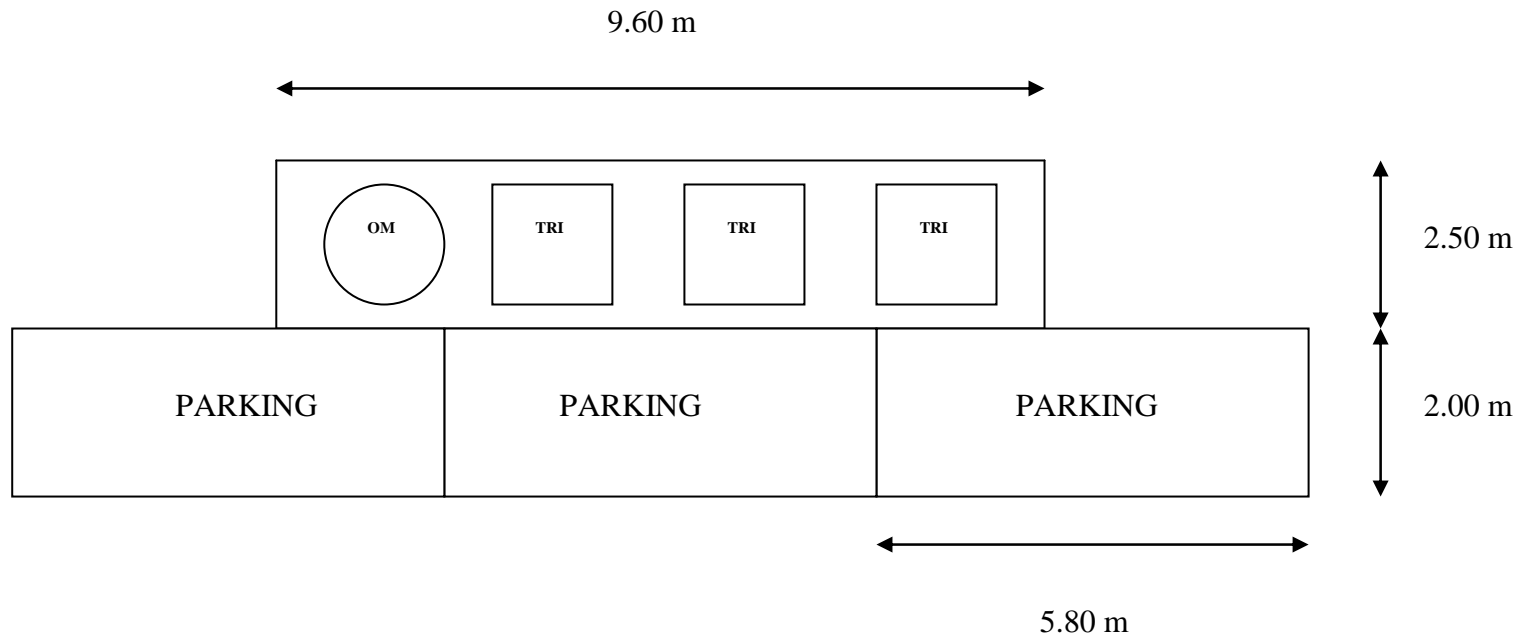 9.60 m
OM TRI TRI TRI
2.50 m
PARKING PARKING PARKING
2.00 m
5.80 m